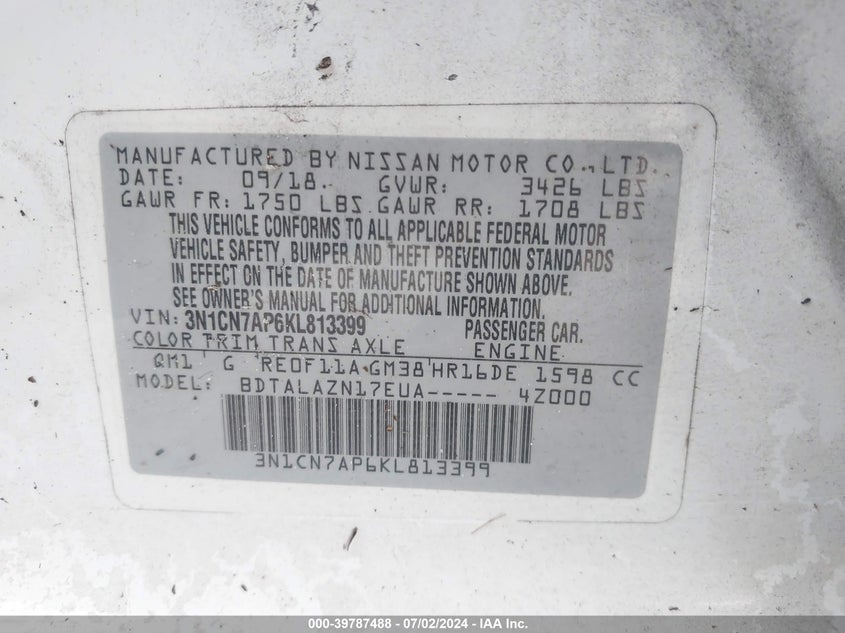 MANUFACTURED BY NISSAN MOTOR CO., LTD.
DATE: 09/18. GVWR: 3426 LBS
GAWR FR: 1750 LBS GAWR RR: 1708 LBS
THIS VEHICLE CONFORMS TO ALL APPLICABLE FEDERAL MOTOR
VEHICLE SAFETY, BUMPER AND THEFT PREVENTION STANDARDS
IN EFFECT ON THE DATE OF MANUFACTURE SHOWN ABOVE.
SEE OWNER'S MANUAL FOR ADDITIONAL INFORMATION.
VIN: 3N1CN7AP6KL813399 PASSENGER CAR.
COLOR TRIM TRANS AXLE ENGINE
QM1 G RE0F11A GM38 HR16DE 1598 CC
MODEL: BDTALAZN17EUA----- 4Z000
3N1CN7AP6KL813399
000-39787488 - 07/02/2024 - IAA Inc.